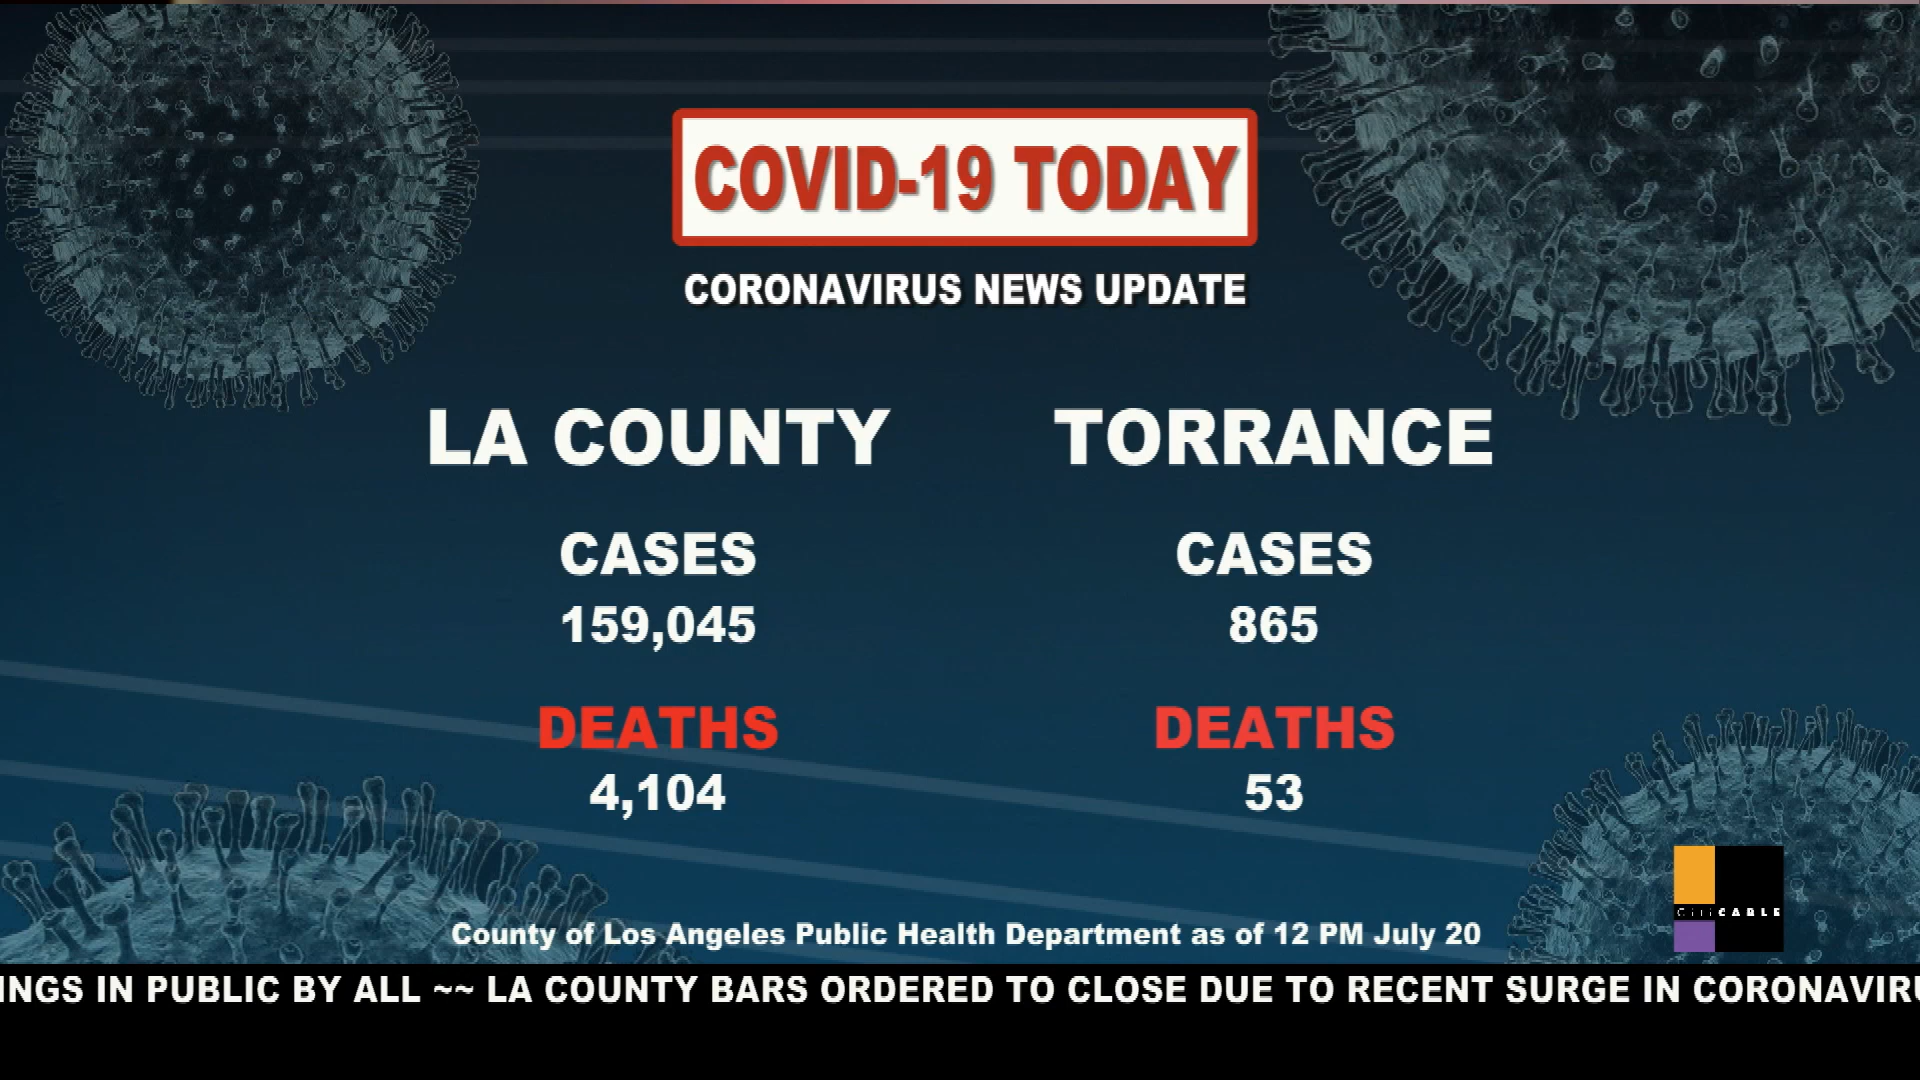 COVID-19 TODAY
CORONAVIRUS NEWS UPDATE
LA COUNTY
TORRANCE
CASES
CASES
159,045
865
DEATHS
DEATHS
4,104
53
CITICABLE
County of Los Angeles Public Health Department as of 12 PM July 20
INGS IN PUBLIC BY ALL ~~ LA COUNTY BARS ORDERED TO CLOSE DUE TO RECENT SURGE IN CORONAVIRU